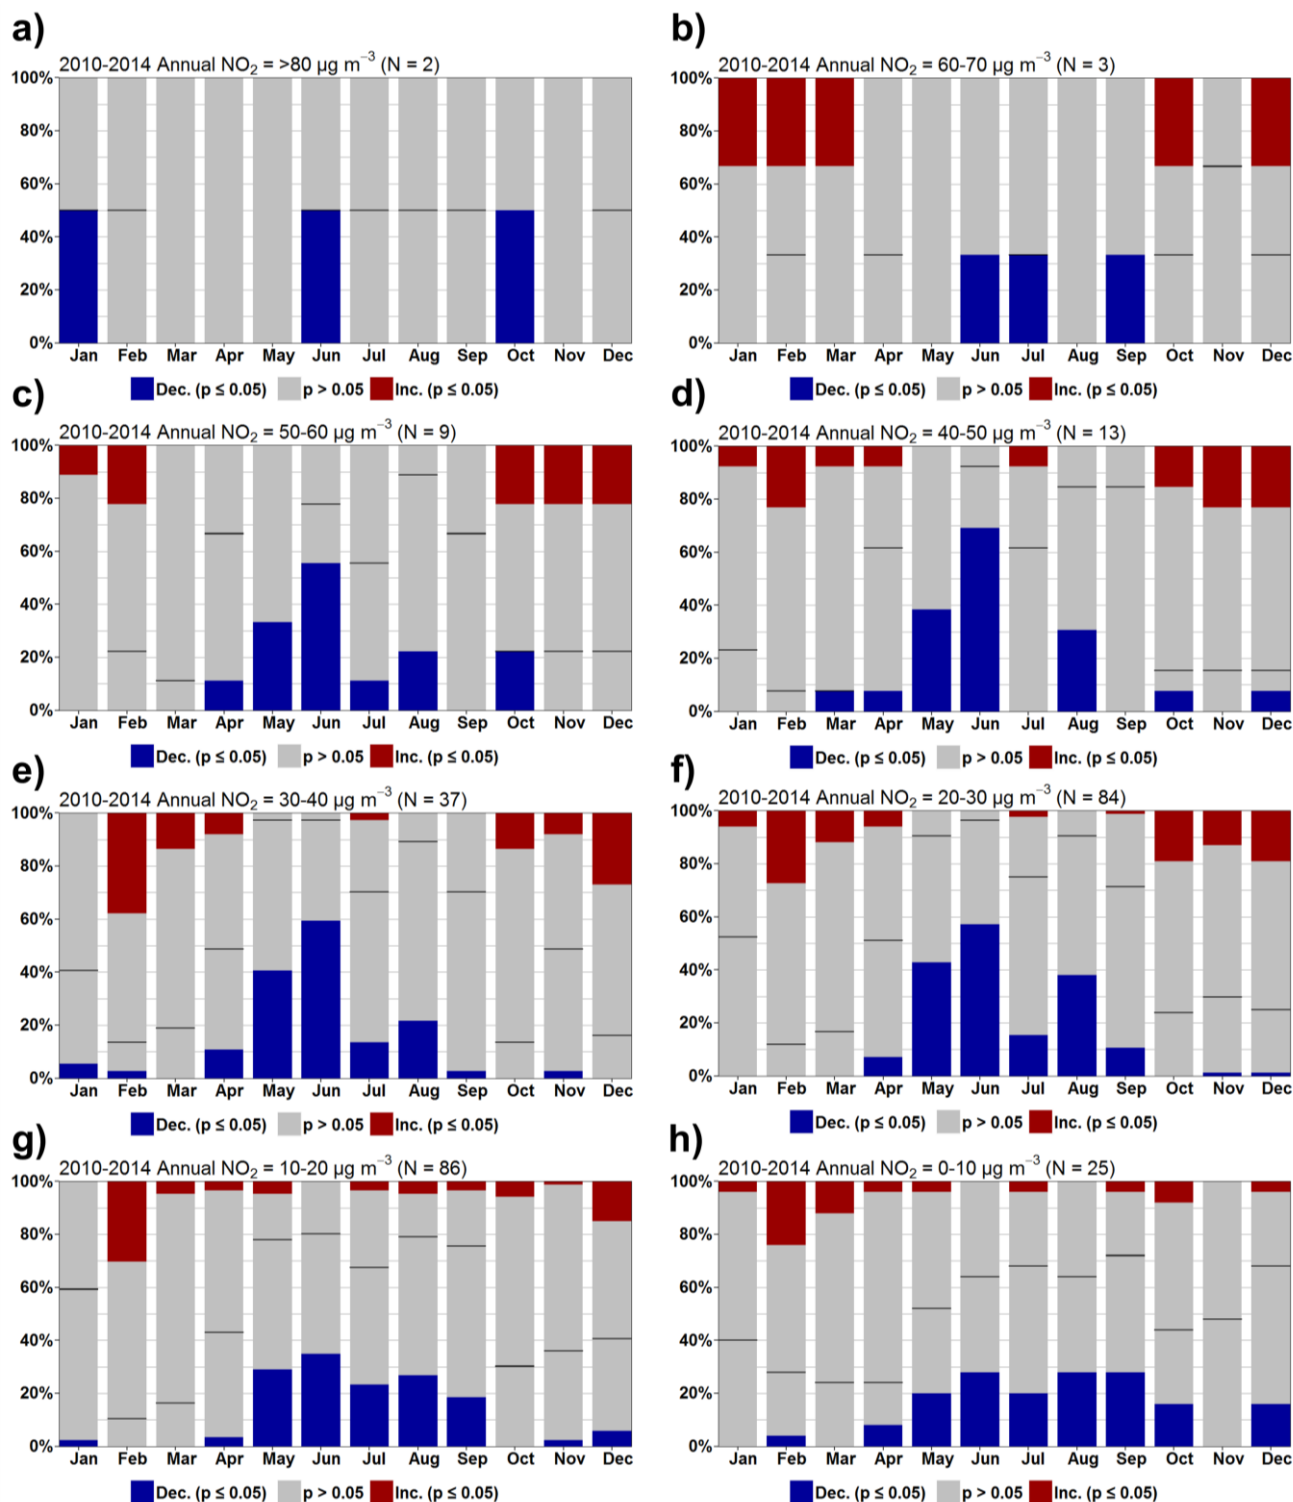 a)
2010-2014 Annual NO₂ = >80 µg m⁻³ (N = 2)
100%
80%
60%
40%
20%
0%
Jan Feb Mar Apr May Jun Jul Aug Sep Oct Nov Dec
Dec. (p ≤ 0.05) p > 0.05 Inc. (p ≤ 0.05)
b)
2010-2014 Annual NO₂ = 60-70 µg m⁻³ (N = 3)
100%
80%
60%
40%
20%
0%
Jan Feb Mar Apr May Jun Jul Aug Sep Oct Nov Dec
Dec. (p ≤ 0.05) p > 0.05 Inc. (p ≤ 0.05)
c)
2010-2014 Annual NO₂ = 50-60 µg m⁻³ (N = 9)
100%
80%
60%
40%
20%
0%
Jan Feb Mar Apr May Jun Jul Aug Sep Oct Nov Dec
Dec. (p ≤ 0.05) p > 0.05 Inc. (p ≤ 0.05)
d)
2010-2014 Annual NO₂ = 40-50 µg m⁻³ (N = 13)
100%
80%
60%
40%
20%
0%
Jan Feb Mar Apr May Jun Jul Aug Sep Oct Nov Dec
Dec. (p ≤ 0.05) p > 0.05 Inc. (p ≤ 0.05)
e)
2010-2014 Annual NO₂ = 30-40 µg m⁻³ (N = 37)
100%
80%
60%
40%
20%
0%
Jan Feb Mar Apr May Jun Jul Aug Sep Oct Nov Dec
Dec. (p ≤ 0.05) p > 0.05 Inc. (p ≤ 0.05)
f)
2010-2014 Annual NO₂ = 20-30 µg m⁻³ (N = 84)
100%
80%
60%
40%
20%
0%
Jan Feb Mar Apr May Jun Jul Aug Sep Oct Nov Dec
Dec. (p ≤ 0.05) p > 0.05 Inc. (p ≤ 0.05)
g)
2010-2014 Annual NO₂ = 10-20 µg m⁻³ (N = 86)
100%
80%
60%
40%
20%
0%
Jan Feb Mar Apr May Jun Jul Aug Sep Oct Nov Dec
Dec. (p ≤ 0.05) p > 0.05 Inc. (p ≤ 0.05)
h)
2010-2014 Annual NO₂ = 0-10 µg m⁻³ (N = 25)
100%
80%
60%
40%
20%
0%
Jan Feb Mar Apr May Jun Jul Aug Sep Oct Nov Dec
Dec. (p ≤ 0.05) p > 0.05 Inc. (p ≤ 0.05)